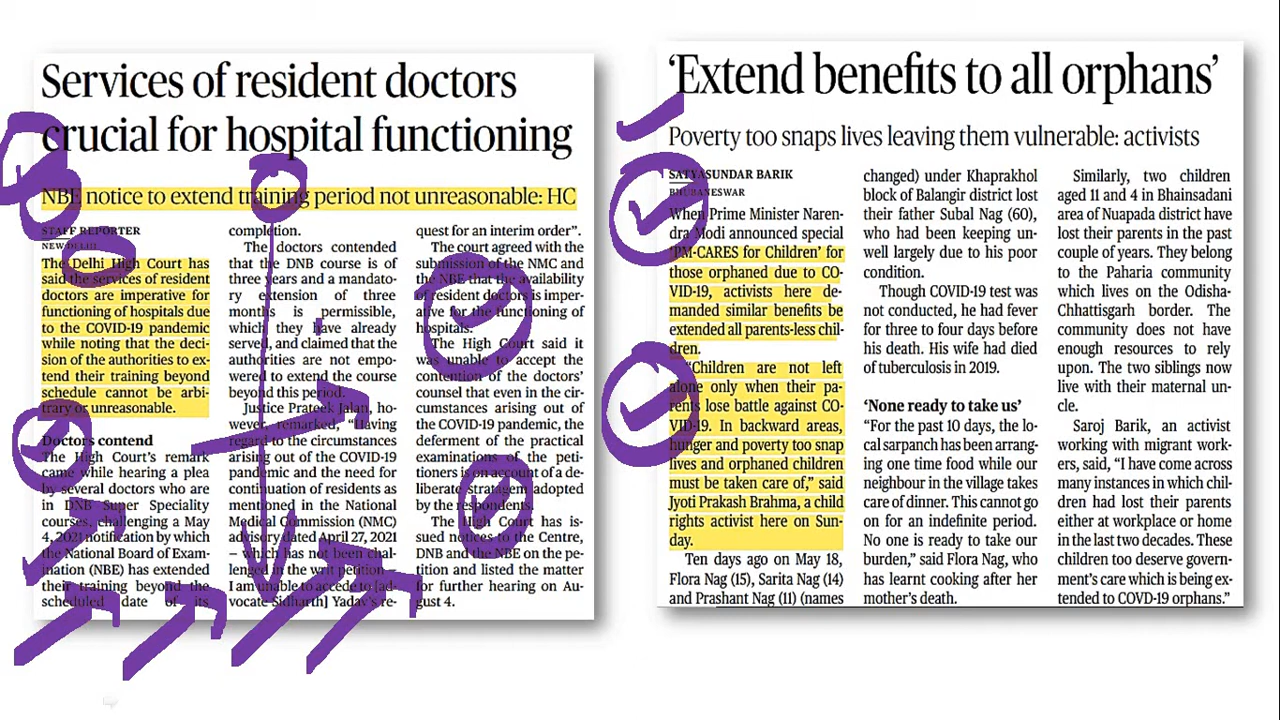 Services of resident doctors
crucial for hospital functioning
NBE notice to extend training period not unreasonable: HC
STAFF REPORTER
NEW DELHI
The Delhi High Court has
said the services of resident
doctors are imperative for
functioning of hospitals due
to the COVID-19 pandemic
while noting that the deci-
sion of the authorities to ex-
tend their training beyond
schedule cannot be arbi-
trary or unreasonable.
Doctors contend
The High Court's remark
came while hearing a plea
by several doctors who are
in DNB Super Speciality
courses, challenging a May
4, 2021 notification by which
the National Board of Exam-
ination (NBE) has extended
their training beyond the
scheduled date of its
completion.
The doctors contended
that the DNB course is of
three years and a mandato-
ry extension of three
months is permissible,
which they have already
served, and claimed that the
authorities are not empo-
wered to extend the course
beyond this period.
Justice Prateek Jalan, ho-
wever, remarked, "Having
regard to the circumstances
arising out of the COVID-19
pandemic and the need for
continuation of residents as
mentioned in the National
Medical Commission (NMC)
advisory dated April 27, 2021
– which has not been chal-
lenged in the writ petition –
I am unable to accede to [ad-
vocate Sidharth] Yadav's re-
quest for an interim order".
The court agreed with the
submission of the NMC and
the NBE that the availability
of resident doctors is imper-
ative for the functioning of
hospitals.
The High Court said it
was unable to accept the
contention of the doctors'
counsel that even in the cir-
cumstances arising out of
the COVID-19 pandemic, the
deferment of the practical
examinations of the peti-
tioners is on account of a de-
liberate stratagem adopted
by the respondents.
The High Court has is-
sued notices to the Centre,
DNB and the NBE on the pe-
tition and listed the matter
for further hearing on Au-
gust 4.
'Extend benefits to all orphans'
Poverty too snaps lives leaving them vulnerable: activists
SATYASUNDAR BARIK
BHUBANESWAR
When Prime Minister Naren-
dra Modi announced special
'PM-CARES for Children' for
those orphaned due to CO-
VID-19, activists here de-
manded similar benefits be
extended all parents-less chil-
dren.
"Children are not left
alone only when their pa-
rents lose battle against CO-
VID-19. In backward areas,
hunger and poverty too snap
lives and orphaned children
must be taken care of," said
Jyoti Prakash Brahma, a child
rights activist here on Sun-
day.
Ten days ago on May 18,
Flora Nag (15), Sarita Nag (14)
and Prashant Nag (11) (names
changed) under Khaprakhol
block of Balangir district lost
their father Subal Nag (60),
who had been keeping un-
well largely due to his poor
condition.
Though COVID-19 test was
not conducted, he had fever
for three to four days before
his death. His wife had died
of tuberculosis in 2019.
'None ready to take us'
"For the past 10 days, the lo-
cal sarpanch has been arrang-
ing one time food while our
neighbour in the village takes
care of dinner. This cannot go
on for an indefinite period.
No one is ready to take our
burden," said Flora Nag, who
has learnt cooking after her
mother's death.
Similarly, two children
aged 11 and 4 in Bhainsadani
area of Nuapada district have
lost their parents in the past
couple of years. They belong
to the Paharia community
which lives on the Odisha-
Chhattisgarh border. The
community does not have
enough resources to rely
upon. The two siblings now
live with their maternal un-
cle.
Saroj Barik, an activist
working with migrant work-
ers, said, "I have come across
many instances in which chil-
dren had lost their parents
either at workplace or home
in the last two decades. These
children too deserve govern-
ment's care which is being ex-
tended to COVD-19 orphans."